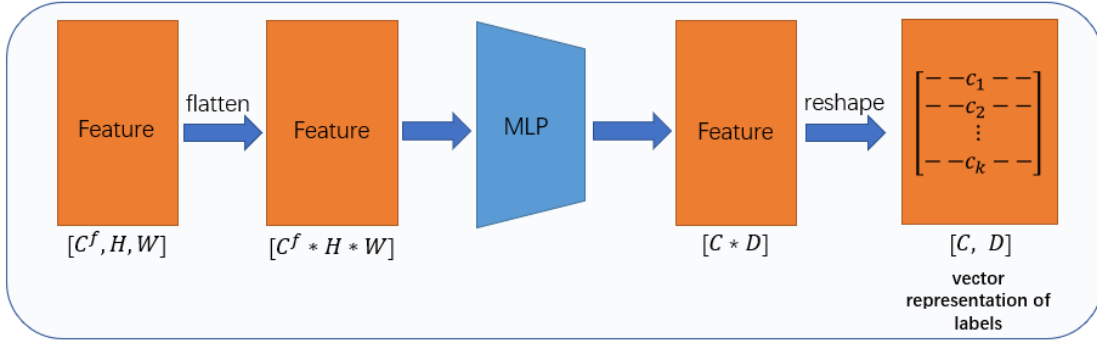 Feature
[C^f, H, W]
flatten
Feature
[C^f * H * W]
MLP
Feature
[C * D]
reshape
[− −c_1 − −]
[− −c_2 − −]
⋮
[− −c_k − −]
[C, D]
vector
representation of
labels